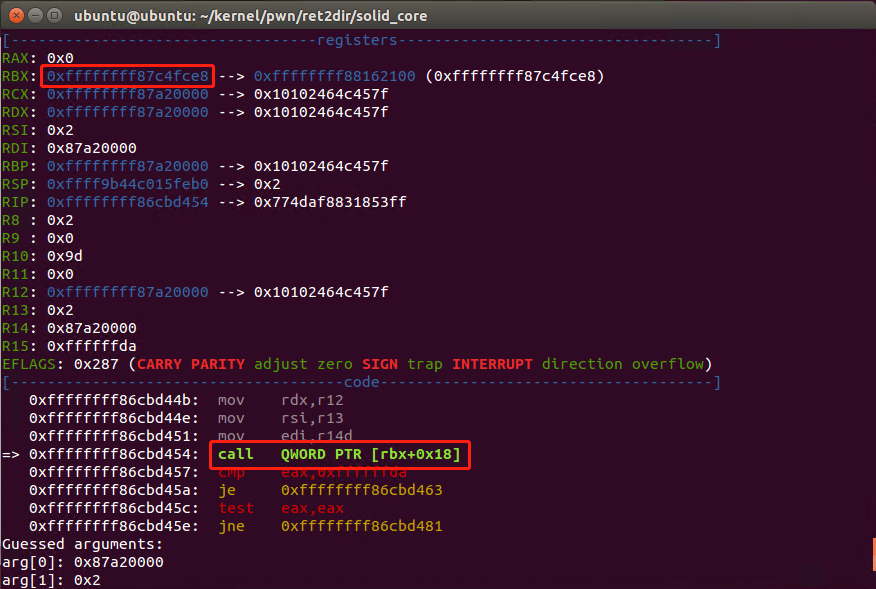 ubuntu@ubuntu: ~/kernel/pwn/ret2dir/solid_core
[----------------------------------registers-----------------------------------]
RAX: 0x0
RBX: 0xffffffff87c4fce8 --> 0xffffffff88162100 (0xffffffff87c4fce8)
RCX: 0xffffffff87a20000 --> 0x10102464c457f
RDX: 0xffffffff87a20000 --> 0x10102464c457f
RSI: 0x2
RDI: 0x87a20000
RBP: 0xffffffff87a20000 --> 0x10102464c457f
RSP: 0xffff9b44c015feb0 --> 0x2
RIP: 0xffffffff86cbd454 --> 0x774daf8831853ff
R8 : 0x2
R9 : 0x0
R10: 0x9d
R11: 0x0
R12: 0xffffffff87a20000 --> 0x10102464c457f
R13: 0x2
R14: 0x87a20000
R15: 0xffffffda
EFLAGS: 0x287 (CARRY PARITY adjust zero SIGN trap INTERRUPT direction overflow)
[-------------------------------------code-------------------------------------]
0xffffffff86cbd44b: mov rdx,r12
0xffffffff86cbd44e: mov rsi,r13
0xffffffff86cbd451: mov edi,r14d
=> 0xffffffff86cbd454: call QWORD PTR [rbx+0x18]
0xffffffff86cbd457: cmp eax,0xffffffda
0xffffffff86cbd45a: je 0xffffffff86cbd463
0xffffffff86cbd45c: test eax,eax
0xffffffff86cbd45e: jne 0xffffffff86cbd481
Guessed arguments:
arg[0]: 0x87a20000
arg[1]: 0x2